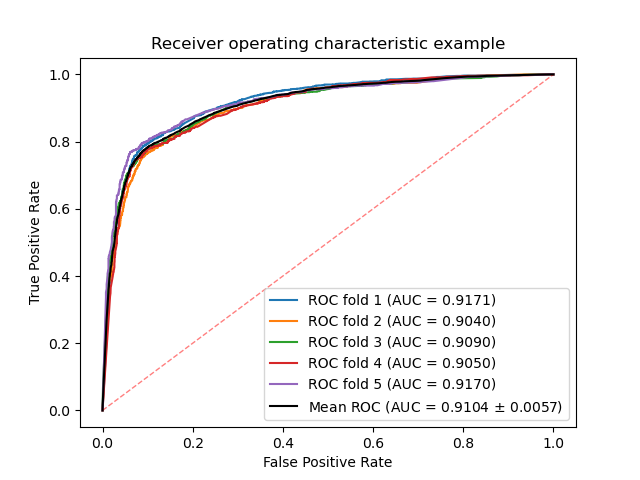 Receiver operating characteristic example
True Positive Rate
1.0
0.8
0.6
0.4
0.2
0.0
ROC fold 1 (AUC = 0.9171)
ROC fold 2 (AUC = 0.9040)
ROC fold 3 (AUC = 0.9090)
ROC fold 4 (AUC = 0.9050)
ROC fold 5 (AUC = 0.9170)
Mean ROC (AUC = 0.9104 ± 0.0057)
0.0 0.2 0.4 0.6 0.8 1.0
False Positive Rate